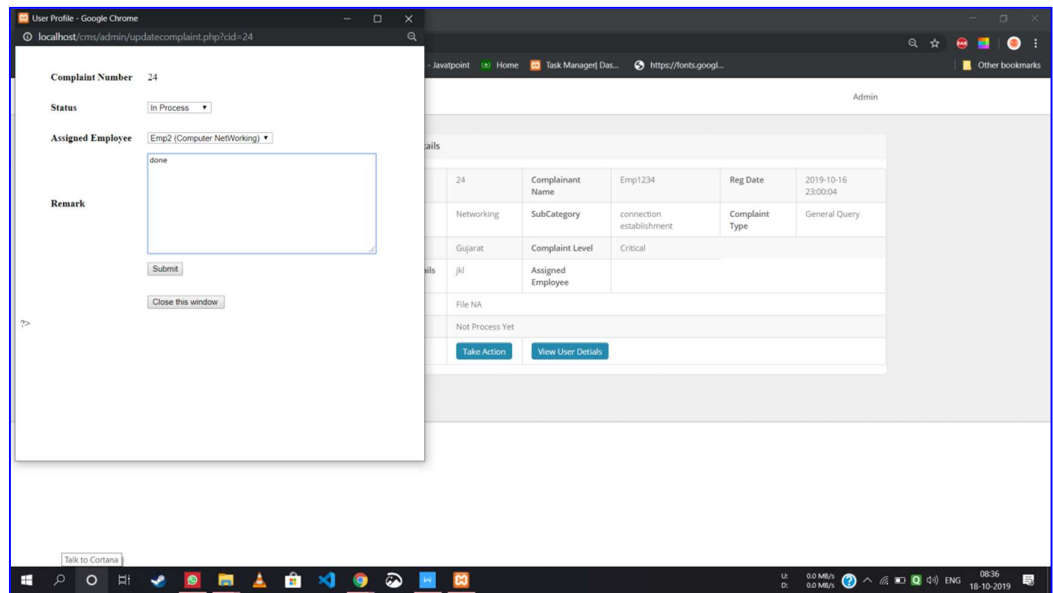 User Profile - Google Chrome
localhost/cms/admin/updatecomplaint.php?cid=24
Complaint Number 24
Status In Process
Assigned Employee Emp2 (Computer NetWorking)
Remark done
Submit
Close this window
?>
- Javatpoint Home Task Manager| Das... https://fonts.googl... Other bookmarks
Admin
tails
24 Complainant Name Emp1234 Reg Date 2019-10-16 23:00:04
Networking SubCategory connection establishment Complaint Type General Query
Gujarat Complaint Level Critical
ails jkl Assigned Employee
File NA
Not Process Yet
Take Action View User Detials
Talk to Cortana
U: 0.0 MB/s
D: 0.0 MB/s
ENG
08:36
18-10-2019